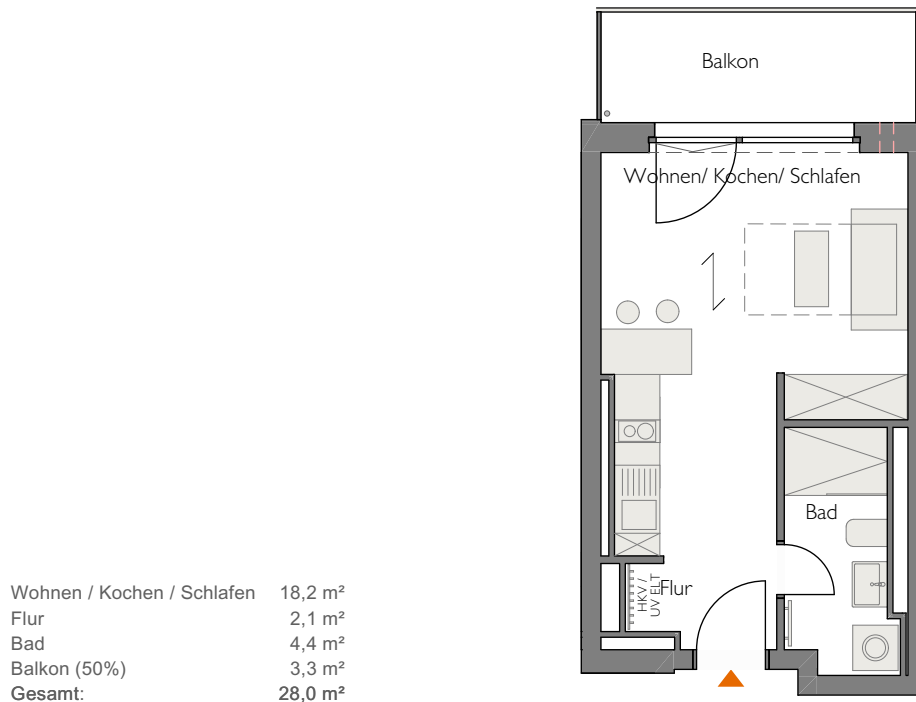 Balkon
Wohnen/ Kochen/ Schlafen
Bad
HKV /
UV ELT
Flur
Wohnen / Kochen / Schlafen 18,2 m²
Flur 2,1 m²
Bad 4,4 m²
Balkon (50%) 3,3 m²
Gesamt: 28,0 m²